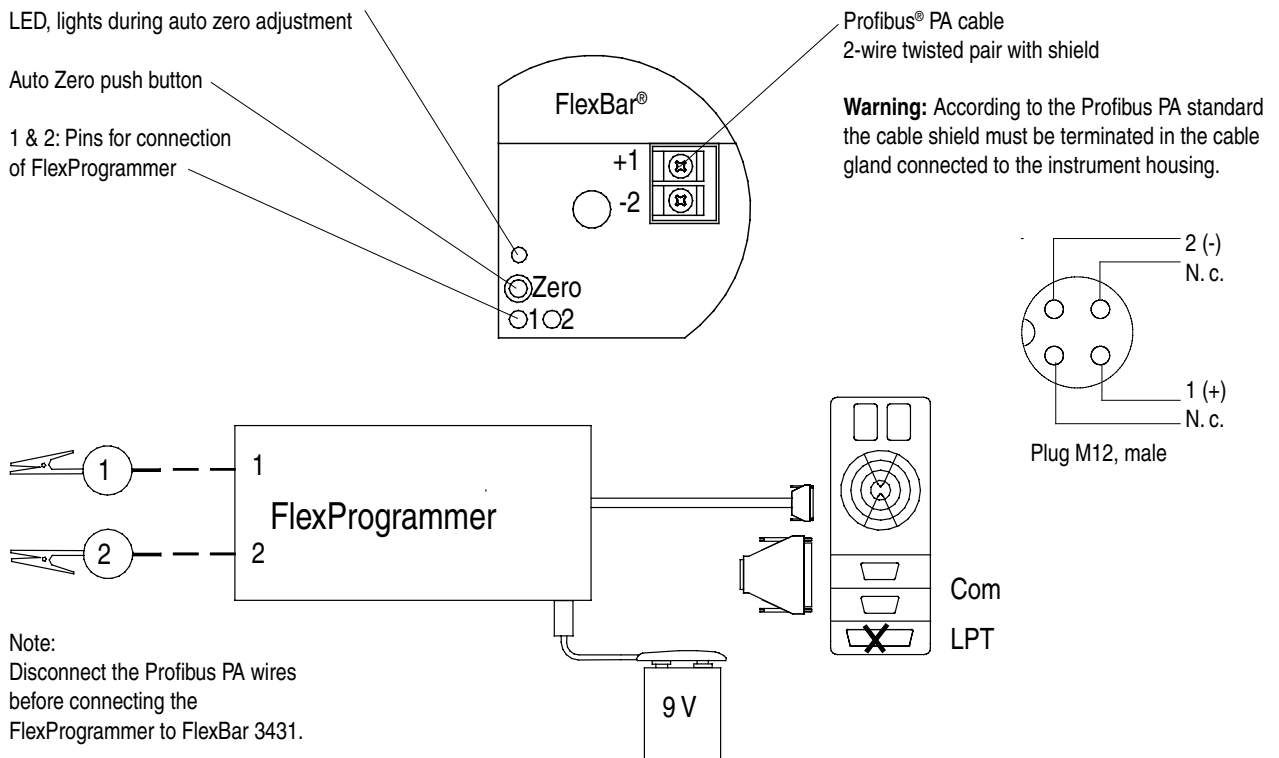 LED, lights during auto zero adjustment
Auto Zero push button
1 & 2: Pins for connection
of FlexProgrammer
FlexBar®
+1
-2
Zero
1 2
Profibus® PA cable
2-wire twisted pair with shield
Warning: According to the Profibus PA standard
the cable shield must be terminated in the cable
gland connected to the instrument housing.
2 (-)
N. c.
1 (+)
N. c.
Plug M12, male
1
1
FlexProgrammer
2
2
Com
LPT
9 V
Note:
Disconnect the Profibus PA wires
before connecting the
FlexProgrammer to FlexBar 3431.